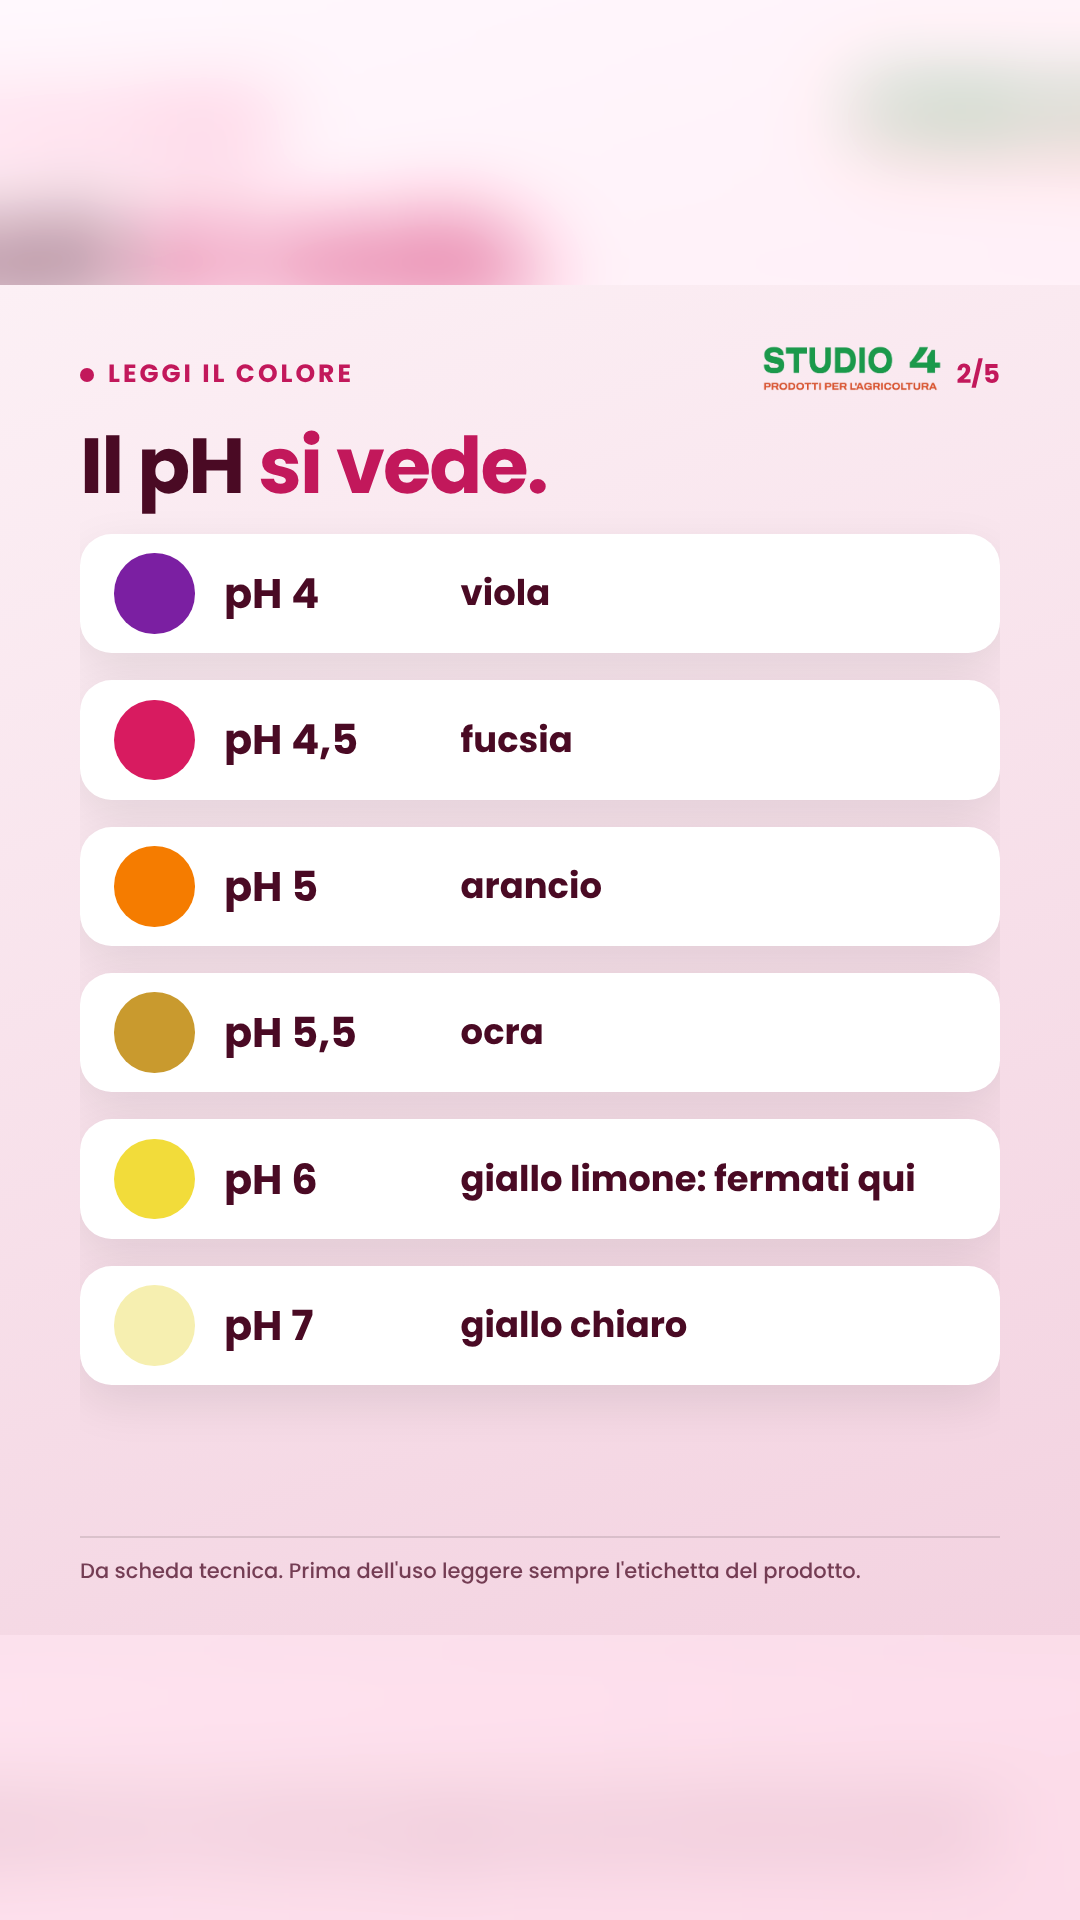 LEGGI IL COLORE
STUDIO 4
PRODOTTI PER L'AGRICOLTURA
2/5
Il pH si vede.
pH 4 viola
pH 4,5 fucsia
pH 5 arancio
pH 5,5 ocra
pH 6 giallo limone: fermati qui
pH 7 giallo chiaro
Da scheda tecnica. Prima dell'uso leggere sempre l'etichetta del prodotto.